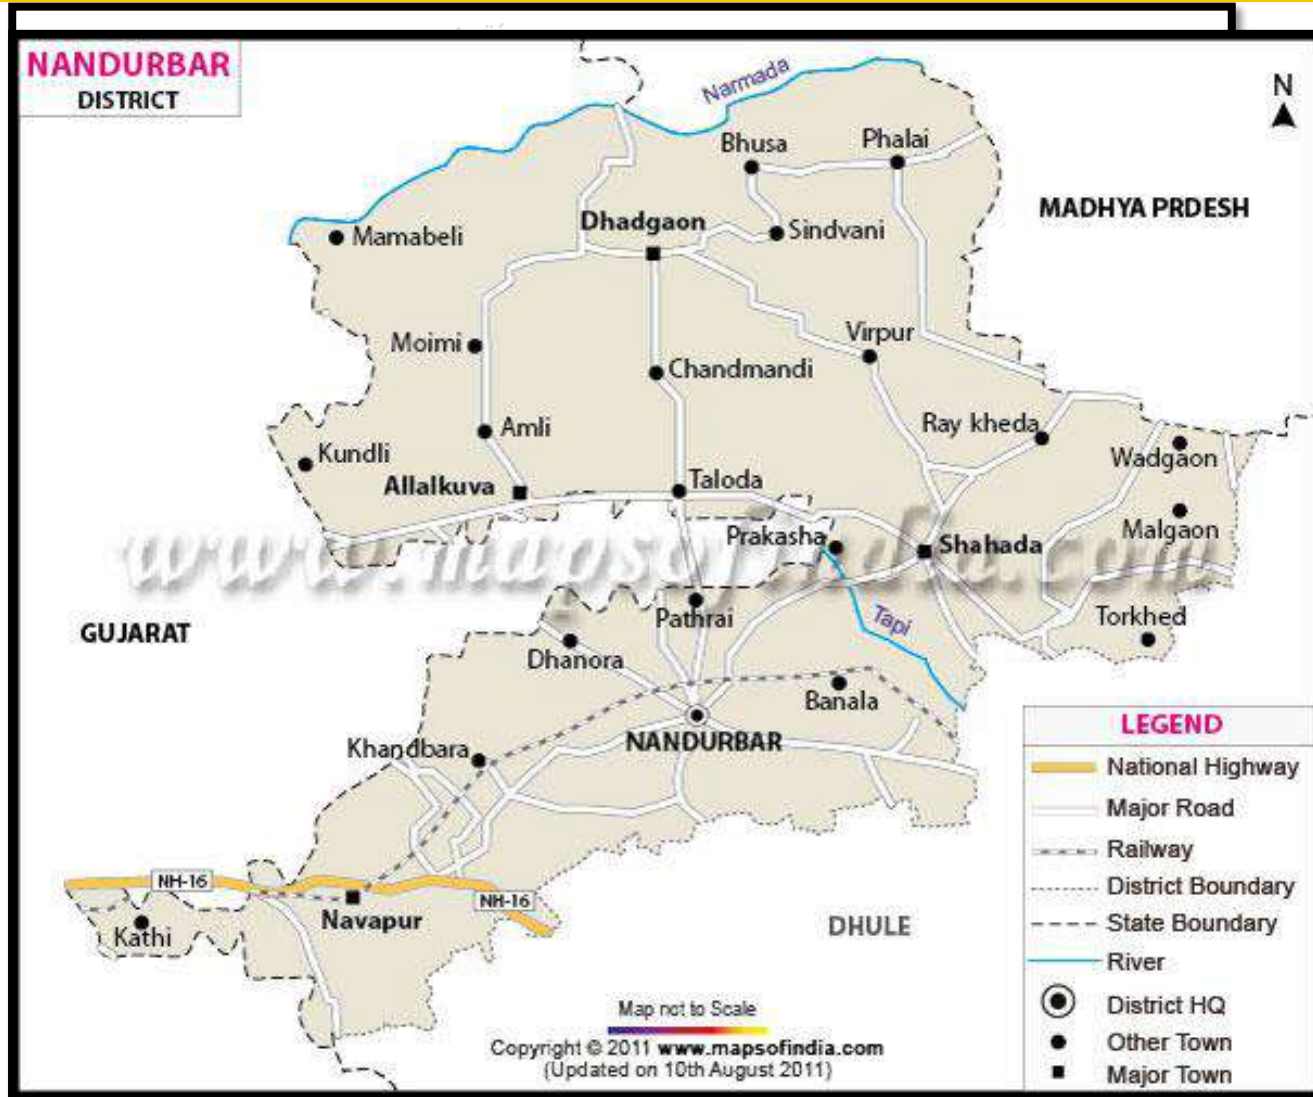 NANDURBAR
DISTRICT
N
Narmada
Bhusa
Phalai
MADHYA PRDESH
Dhadgaon
Sindvani
Mamabeli
Moimi
Virpur
Chandmandi
Amli
Ray kheda
Kundli
Wadgaon
Allalkuva
Taloda
Malgaon
Prakasha
Shahada
www.mapsofindia.com
Pathrai
Tapi
Torkhed
GUJARAT
Dhanora
Banala
NANDURBAR
Khandbara
NH-16
NH-16
Navapur
Kathi
DHULE
LEGEND
National Highway
Major Road
Railway
District Boundary
State Boundary
River
District HQ
Other Town
Major Town
Map not to Scale
Copyright © 2011 www.mapsofindia.com
(Updated on 10th August 2011)